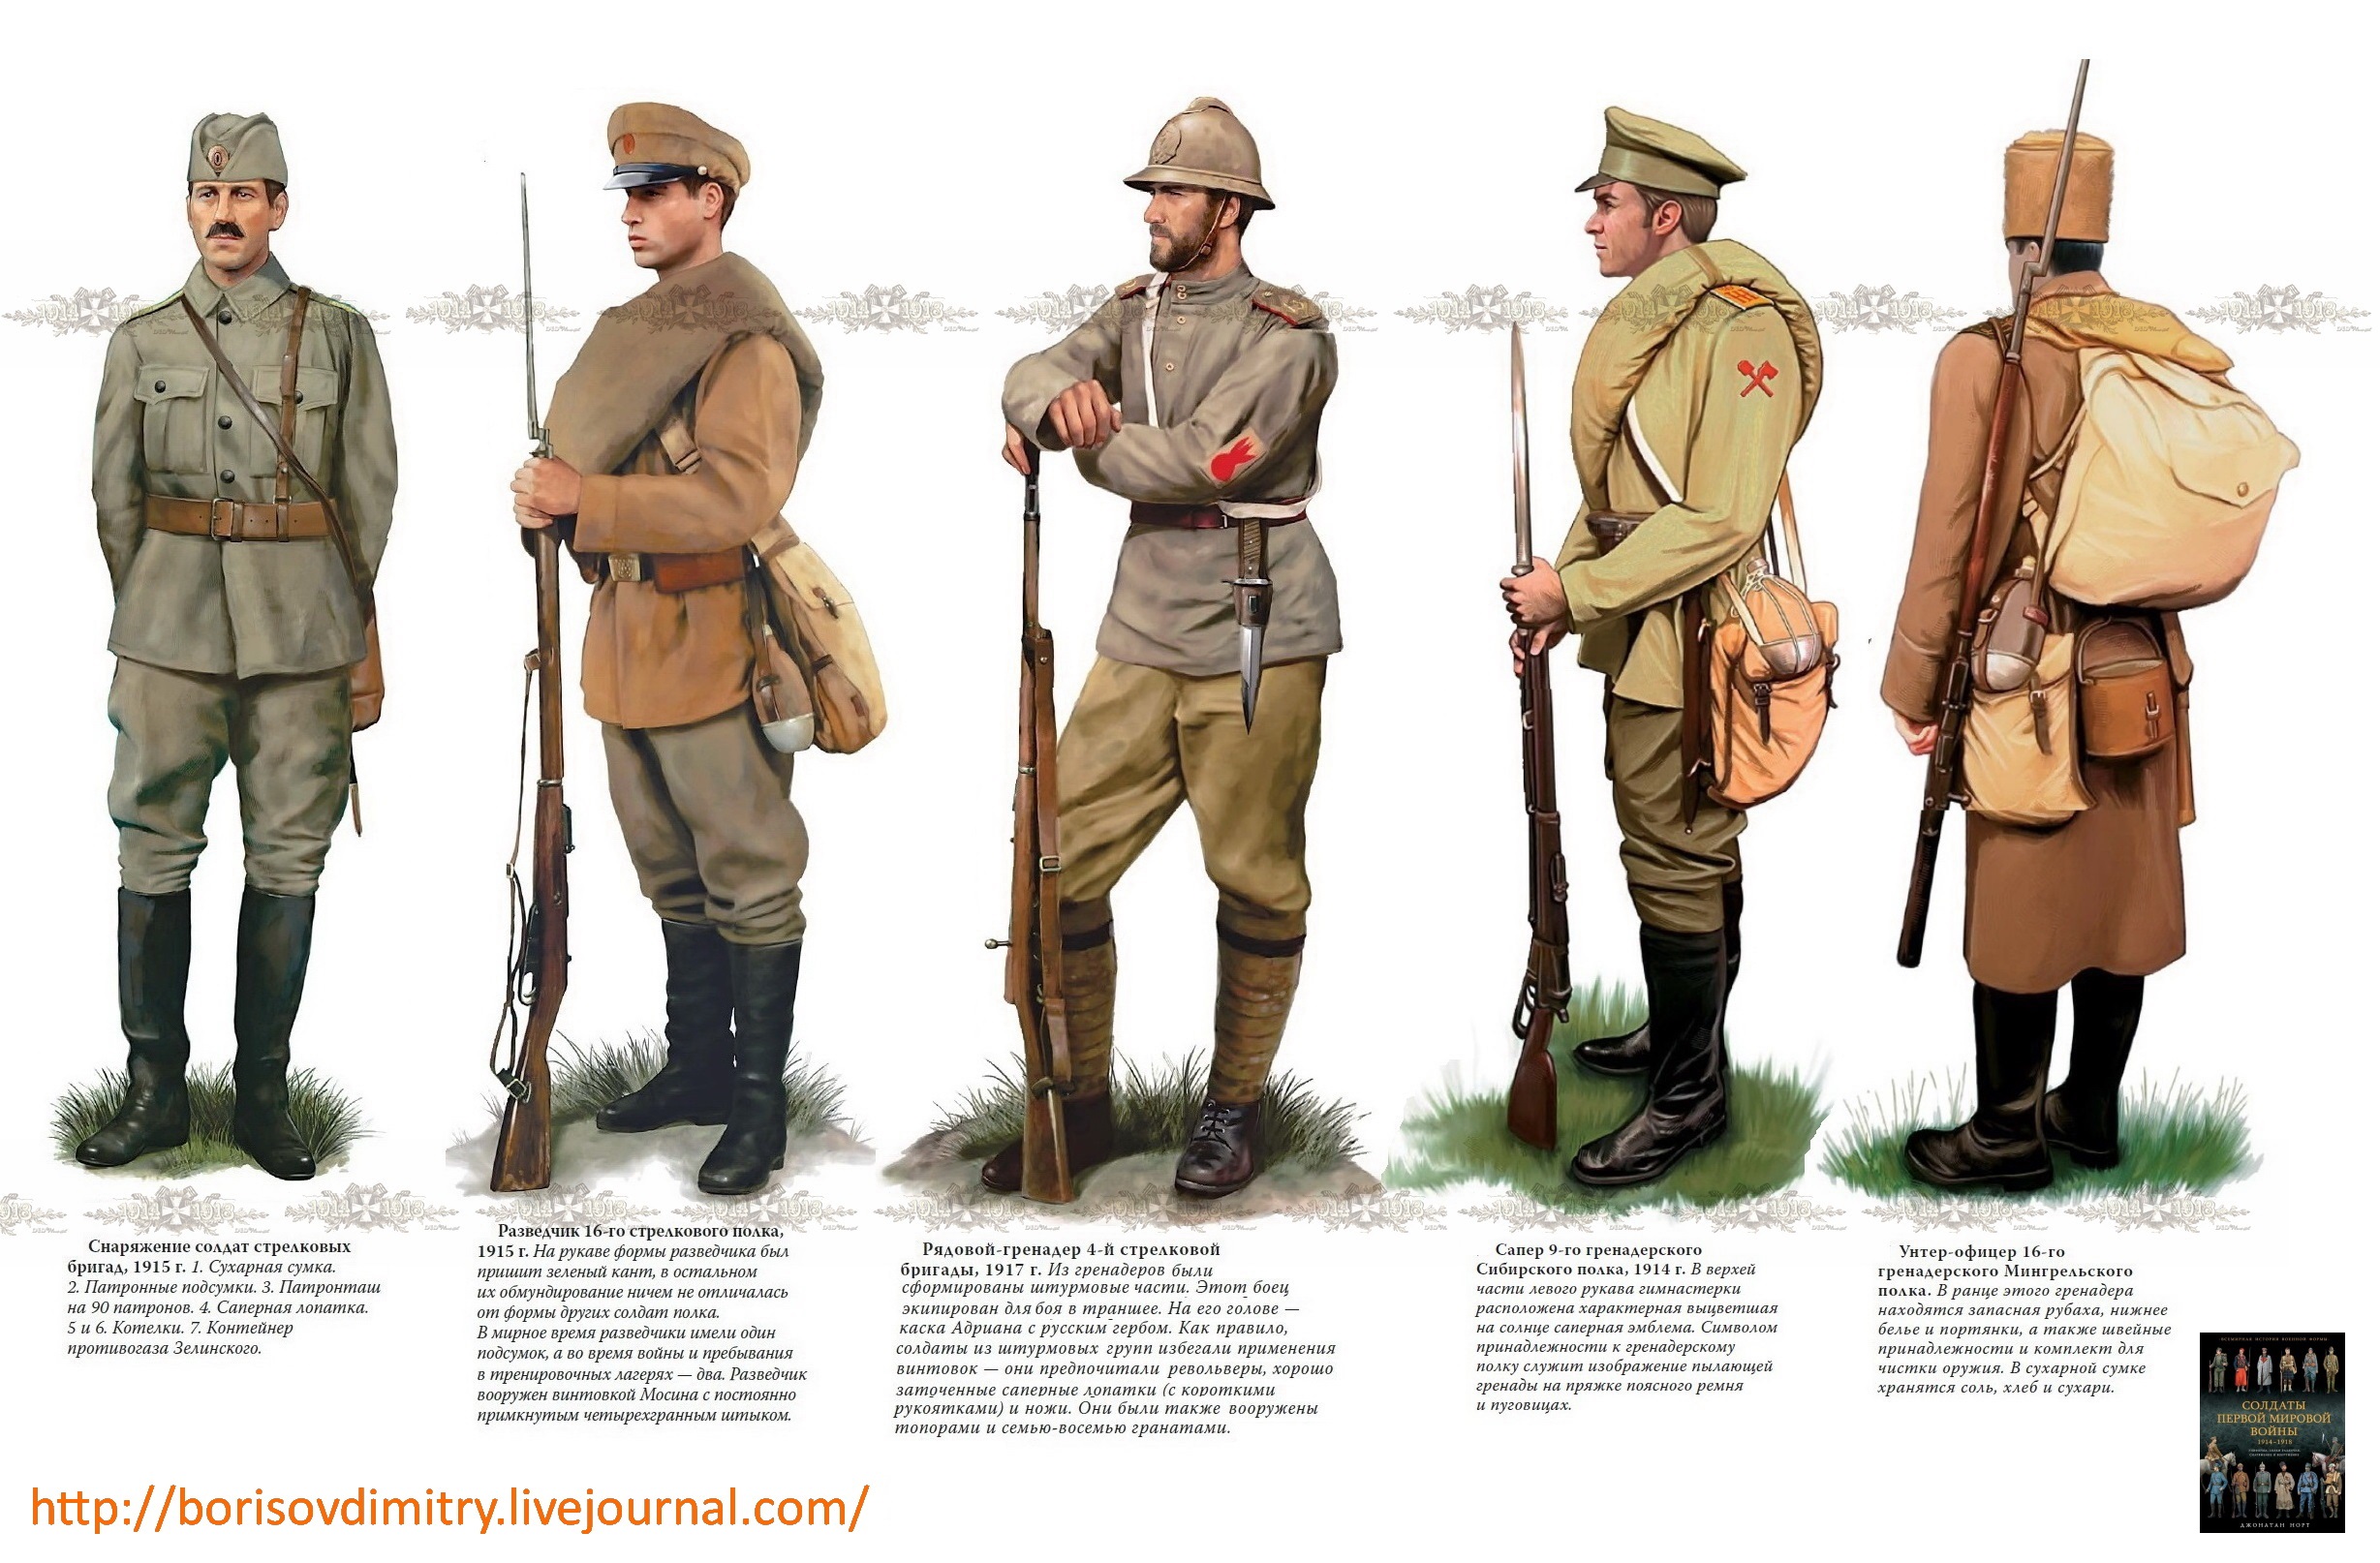 Снаряжение солдат стрелковых
бригад, 1915 г. 1. Сухарная сумка.
2. Патронные подсумки. 3. Патронташ
на 90 патронов. 4. Саперная лопатка.
5 и 6. Котелки. 7. Контейнер
противогаза Зелинского.
Разведчик 16-го стрелкового полка,
1915 г. На рукаве формы разведчика был
пришит зеленый кант, в остальном
их обмундирование ничем не отличалась
от формы других солдат полка.
В мирное время разведчики имели один
подсумок, а во время войны и пребывания
в тренировочных лагерях — два. Разведчик
вооружен винтовкой Мосина с постоянно
примкнутым четырехгранным штыком.
Рядовой-гренадер 4-й стрелковой
бригады, 1917 г. Из гренадеров были
сформированы штурмовые части. Этот боец
экипирован для боя в траншее. На его голове —
каска Адриана с русским гербом. Как правило,
солдаты из штурмовых групп избегали применения
винтовок — они предпочитали револьверы, хорошо
заточенные саперные лопатки (с короткими
рукоятками) и ножи. Они были также вооружены
топорами и семью-восемью гранатами.
Сапер 9-го гренадерского
Сибирского полка, 1914 г. В верхей
части левого рукава гимнастерки
расположена характерная выцветшая
на солнце саперная эмблема. Символом
принадлежности к гренадерскому
полку служит изображение пылающей
гренады на пряжке поясного ремня
и пуговицах.
Унтер-офицер 16-го
гренадерского Мингрельского
полка. В ранце этого гренадера
находятся запасная рубаха, нижнее
белье и портянки, а также швейные
принадлежности и комплект для
чистки оружия. В сухарной сумке
хранятся соль, хлеб и сухари.
СОЛДАТЫ
ПЕРВОЙ МИРОВОЙ
ВОЙНЫ
1914–1918
ДЖОНАТАН НОРТ
http://borisovdimitry.livejournal.com/